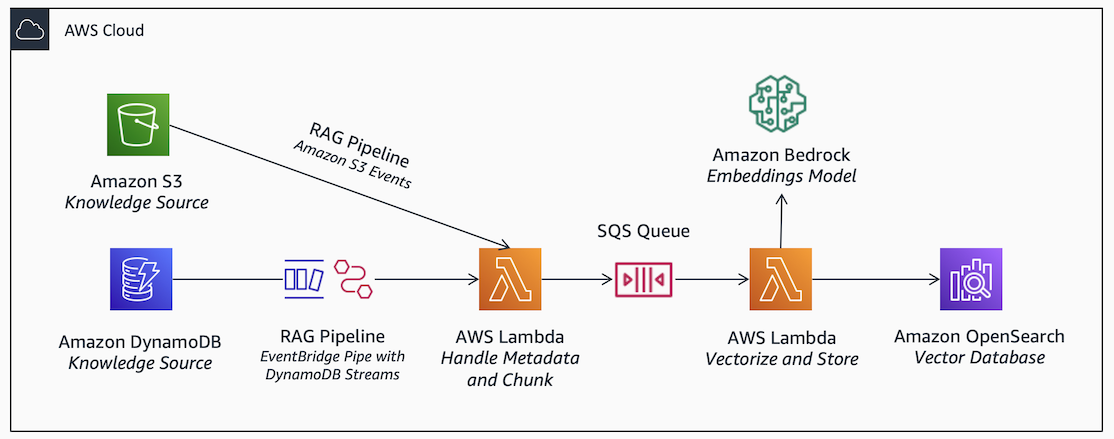 AWS Cloud
RAG Pipeline
Amazon S3 Events
Amazon S3
Knowledge Source
Amazon Bedrock
Embeddings Model
SQS Queue
Amazon DynamoDB
Knowledge Source
RAG Pipeline
EventBridge Pipe with
DynamoDB Streams
AWS Lambda
Handle Metadata
and Chunk
AWS Lambda
Vectorize and Store
Amazon OpenSearch
Vector Database